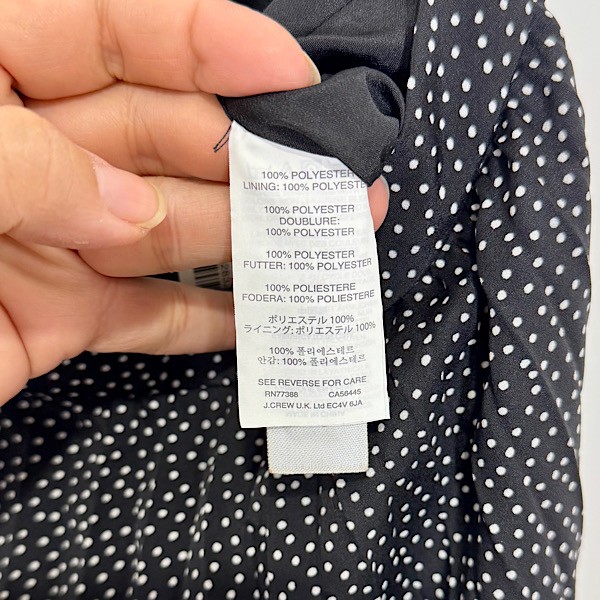 100% POLYESTER
LINING: 100% POLYESTER
100% POLYESTER
DOUBLURE:
100% POLYESTER
100% POLYESTER
FUTTER: 100% POLYESTER
100% POLIESTERE
FODERA: 100% POLIESTERE
ポリエステル 100%
ライニング: ポリエステル 100%
100% 폴리에스테르
안감: 100% 폴리에스테르
SEE REVERSE FOR CARE
RN77388 CA56445
J.CREW U.K. Ltd EC4V 6JA